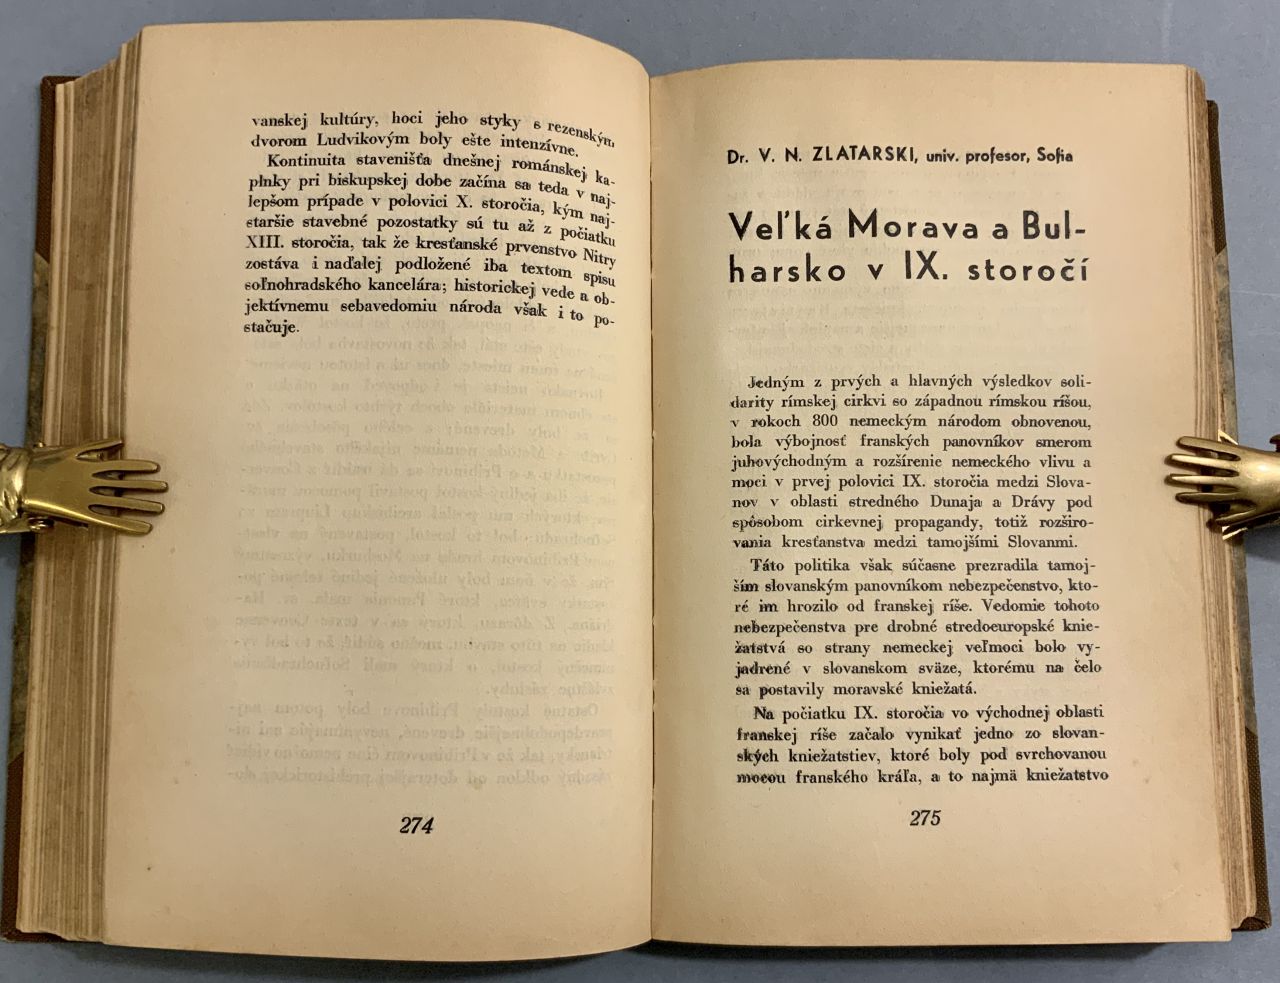 vanskej kultúry, hoci jeho styky s rezenským
dvorom Ludvikovým boly ešte intenzívne.
Kontinuita staveništa dnešnej románskej ka-
plnky pri biskupskej dobe začína sa teda v naj-
lepšom prípade v polovici X. storočia, kým naj-
staršie stavebné pozostatky sú tu až z počiatku
XIII. storočia, tak že kresťanské prvenstvo Nitry
zostáva i naďalej podložené iba textom spisu
soľnohradského kancelára; historickej vede a ob-
jektívnemu sebavedomiu národa však i to po-
stačuje.
274
Dr. V. N. ZLATARSKI, univ. profesor, Sofia
Veľká Morava a Bul-
harsko v IX. storočí
Jedným z prvých a hlavných výsledkov soli-
darity rímskej cirkvi so západnou rímskou ríšou,
v rokoch 800 nemeckým národom obnovenou,
bola výbojnosť franských panovníkov smerom
juhovýchodným a rozšírenie nemeckého vlivu a
moci v prvej polovici IX. storočia medzi Slova-
nov v oblasti stredného Dunaja a Drávy pod
spôsobom cirkevnej propagandy, totiž rozširo-
vania kresťanstva medzi tamojšími Slovanmi.
Táto politika však súčasne prezradila tamoj-
ším slovanským panovníkom nebezpečenstvo, kto-
ré im hrozilo od franskej ríše. Vedomie tohoto
nebezpečenstva pre drobné stredoeuropské knie-
žatstvá so strany nemeckej veľmoci bolo vy-
jadrené v slovanskom sväze, ktorému na čelo
sa postavily moravské kniežatá.
Na počiatku IX. storočia vo východnej oblasti
franskej ríše začalo vynikať jedno zo slovan-
ských kniežatstiev, ktoré boly pod svrchovanou
mocou franského kráľa, a to najmä kniežatstvo
275